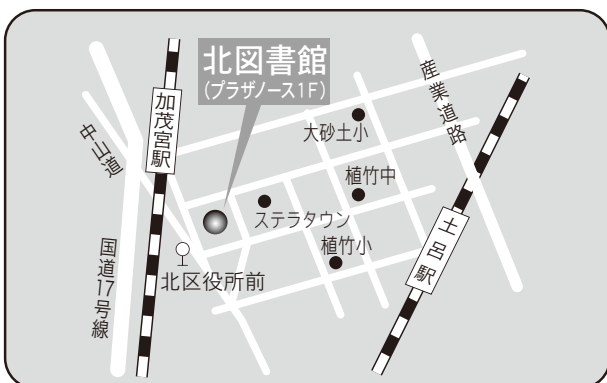 北図書館
(プラザノース1F)
産業道路
加茂宮駅
大砂土小
中山道
植竹中
ステラタウン
土呂駅
植竹小
国道17号線
北区役所前